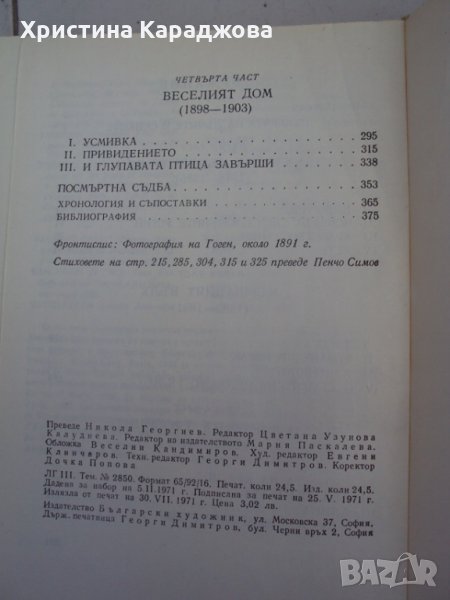 Христина Караджова
ЧЕТВЪРТА ЧАСТ
ВЕСЕЛИЯТ ДОМ
(1898—1903)
I. УСМИВКА . . . . . . . . . . . . . . . . . . . . 295
II. ПРИВИДЕНИЕТО . . . . . . . . . . . . . . . . 315
III. И ГЛУПАВАТА ПТИЦА ЗАВЪРШИ . . . . . . . . 338
ПОСМЪРТНА СЪДБА . . . . . . . . . . . . . . . . 353
ХРОНОЛОГИЯ И СЪПОСТАВКИ . . . . . . . . . . . . 365
БИБЛИОГРАФИЯ . . . . . . . . . . . . . . . . . . 375
Фронтиспис: Фотография на Гоген, около 1891 г.
Стиховете на стр. 215, 285, 304, 315 и 325 преведе Пенчо Симов
Преведе Никола Георгиев. Редактор Цветана Узунова
Калудиева. Редактор на издателството Мария Паскалева.
Обложка Веселин Кандимиров. Худ. редактор Евгени
Клинчаров. Техн. редактор Георги Димитров. Коректор
Дочка Попова
ЛГ III. Тем. № 2850. Формат 65/92/16. Печат. коли 24,5. Изд. коли 24,5.
Дадена за набор на 5.II.1971 г. Подписана за печат на 25. V. 1971 г.
Излязла от печат на 30. VII. 1971 г. Цена 3,02 лв.
Издателство Български художник, ул. Московска 37, София.
Държ. печатница Георги Димитров, бул. Черни връх 2, София
BAZAR